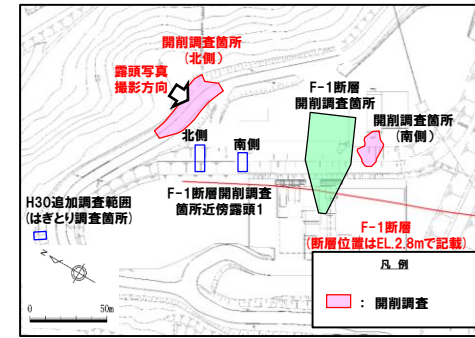 開削調査箇所
(北側)
露頭写真
撮影方向
F-1断層
開削調査箇所
開削調査箇所
(南側)
北側
南側
F-1断層開削調査
箇所近傍露頭1
H30追加調査範囲
(はぎとり調査箇所)
F-1断層
(断層位置はEL.2.8mで記載)
N
0
50m
凡 例
: 開削調査